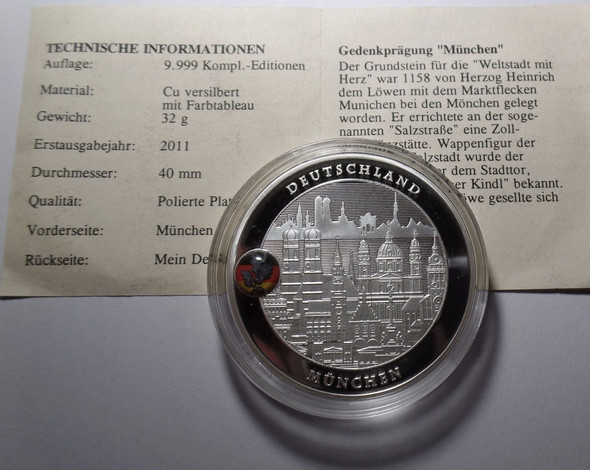 TECHNISCHE INFORMATIONEN
Auflage: 9.999 Kompl.-Editionen
Material: Cu versilbert
mit Farbtableau
Gewicht: 32 g
Erstausgabejahr: 2011
Durchmesser: 40 mm
Qualität: Polierte
Vorderseite: München
Rückseite: Mein
Gedenkprägung "München"
Der Grundstein für die "Weltstadt mit
Herz" war 1158 von Herzog Heinrich
dem Löwen mit dem Marktflecken
Munichen bei den Mönchen gelegt
worden. Er errichtete an der soge-
nannten "Salzstraße" eine Zoll-
Wappenfigur der
wurde der
dem Stadttor,
Kindl" bekannt.
gesellte sich
DEUTSCHLAND
MÜNCHEN